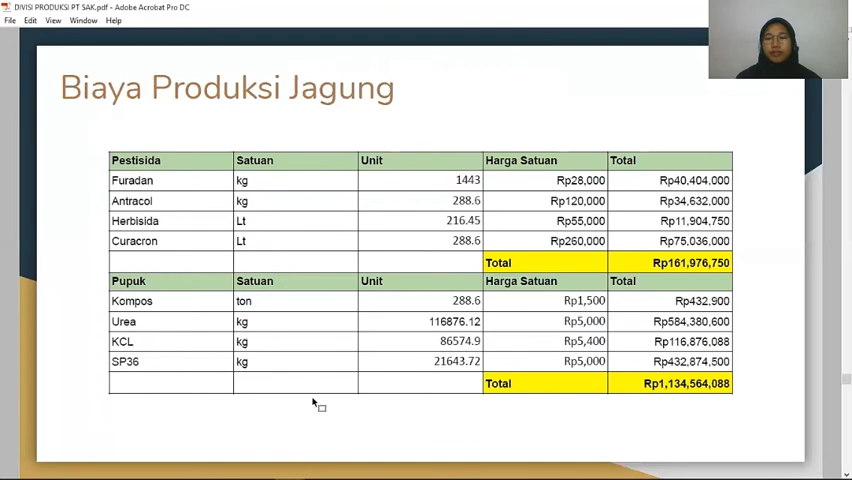 DIVISI PRODUKSI PT SAK.pdf - Adobe Acrobat Pro DC
File Edit View Window Help
Biaya Produksi Jagung
Pestisida Satuan Unit Harga Satuan Total
Furadan kg 1443 Rp28,000 Rp40,404,000
Antracol kg 288.6 Rp120,000 Rp34,632,000
Herbisida Lt 216.45 Rp55,000 Rp11,904,750
Curacron Lt 288.6 Rp260,000 Rp75,036,000
Total Rp161,976,750
Pupuk Satuan Unit Harga Satuan Total
Kompos ton 288.6 Rp1,500 Rp432,900
Urea kg 116876.12 Rp5,000 Rp584,380,600
KCL kg 86574.9 Rp5,400 Rp116,876,088
SP36 kg 21643.72 Rp5,000 Rp432,874,500
Total Rp1,134,564,088